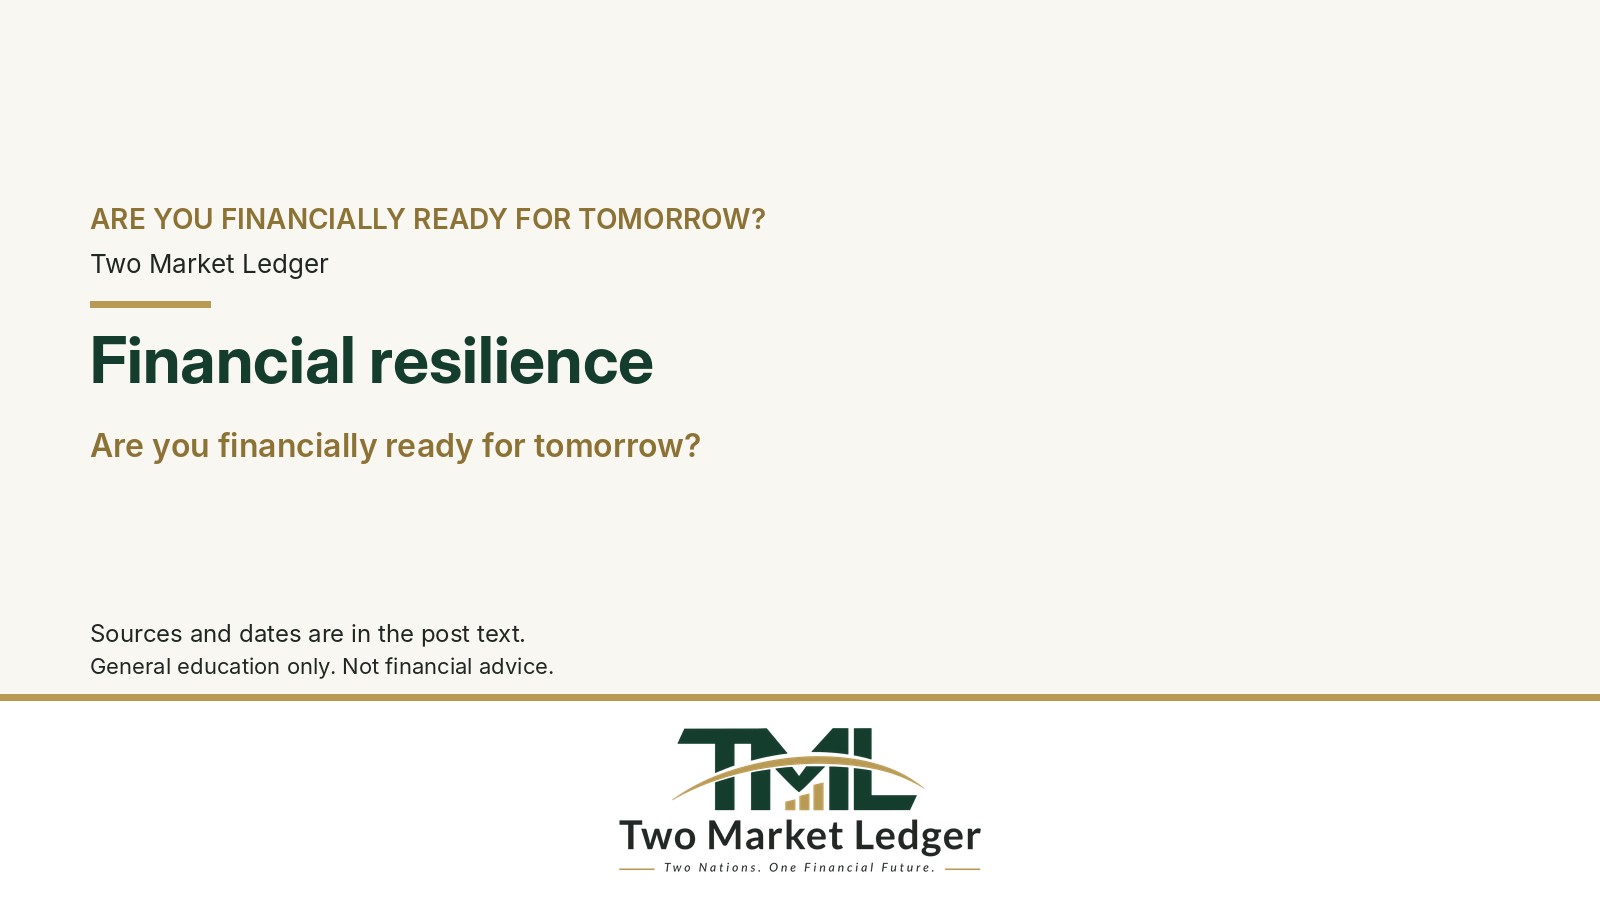 ARE YOU FINANCIALLY READY FOR TOMORROW?
Two Market Ledger
Financial resilience
Are you financially ready for tomorrow?
Sources and dates are in the post text.
General education only. Not financial advice.
TML
Two Market Ledger
Two Nations. One Financial Future.